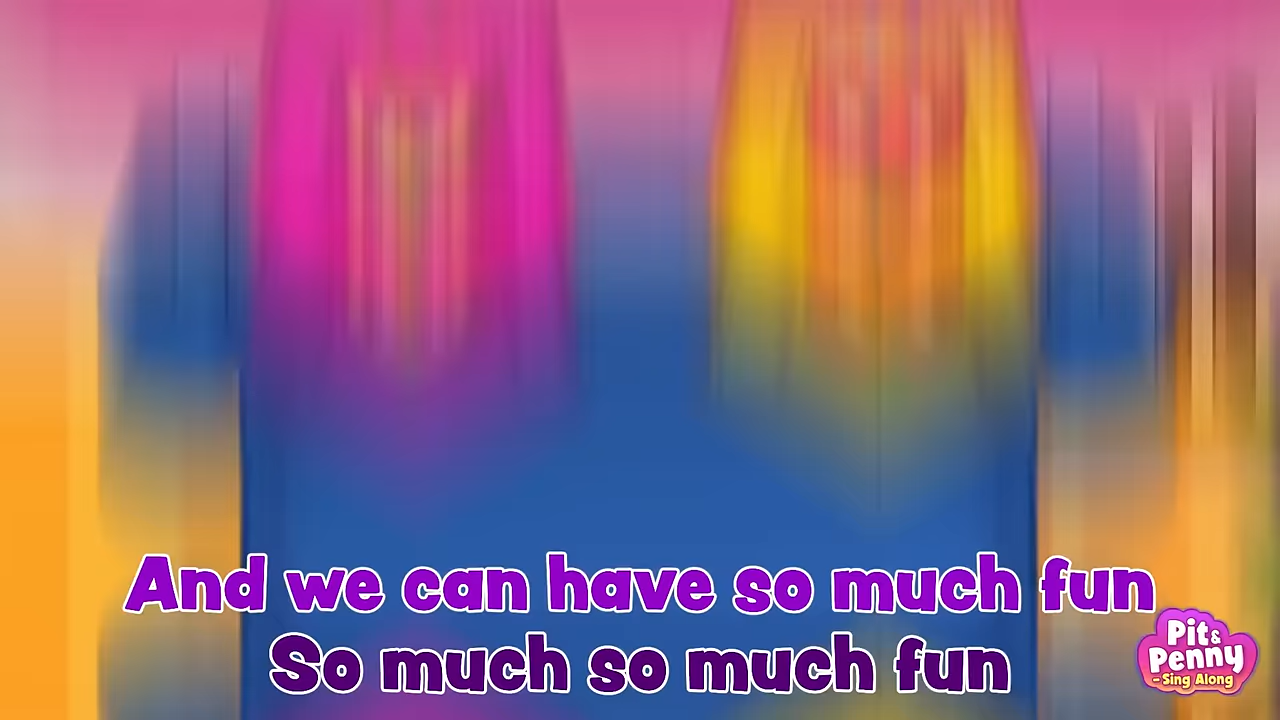 And we can have so much fun
So much so much fun
Pit &
Penny
- Sing Along